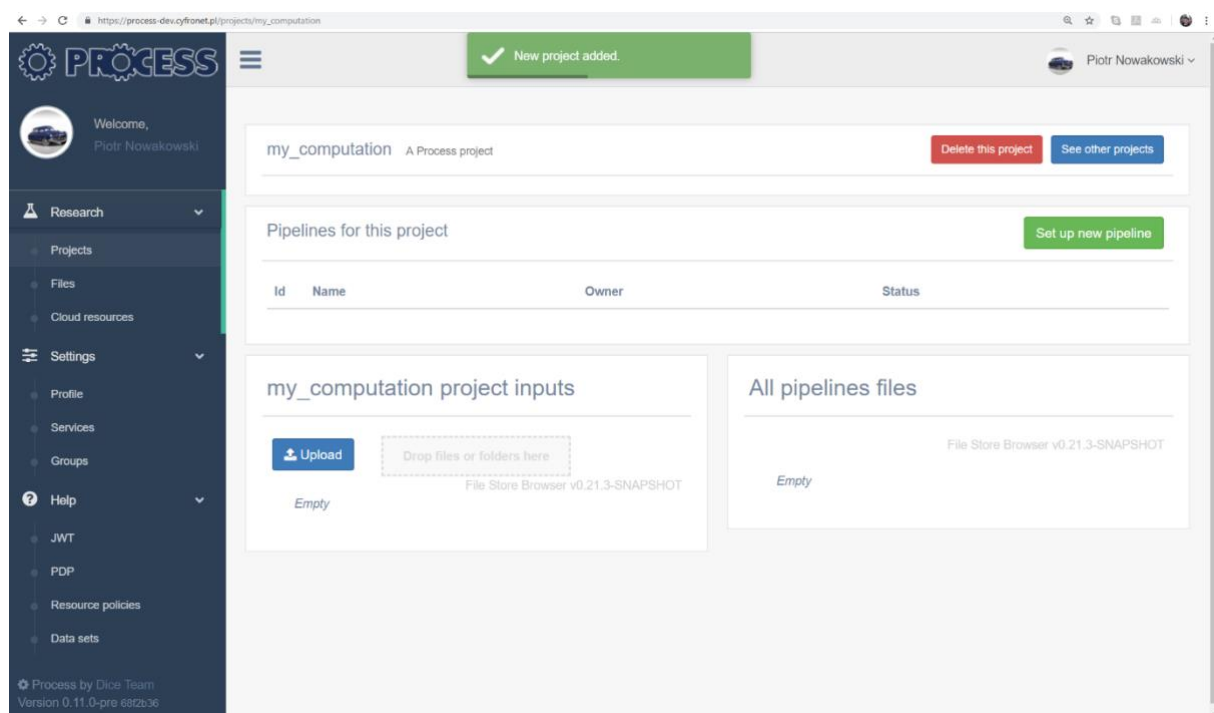 https://process-dev.cyfronet.pl/projects/my_computation
PROCESS
New project added.
Piotr Nowakowski
Welcome,
Piotr Nowakowski
my_computation A Process project
Delete this project
See other projects
Research
Projects
Files
Cloud resources
Settings
Profile
Services
Groups
Help
JWT
PDP
Resource policies
Data sets
Process by Dice Team
Version 0.11.0-pre 68f2b36
Pipelines for this project
Set up new pipeline
Id Name Owner Status
my_computation project inputs
Upload
Drop files or folders here
File Store Browser v0.21.3-SNAPSHOT
Empty
All pipelines files
File Store Browser v0.21.3-SNAPSHOT
Empty